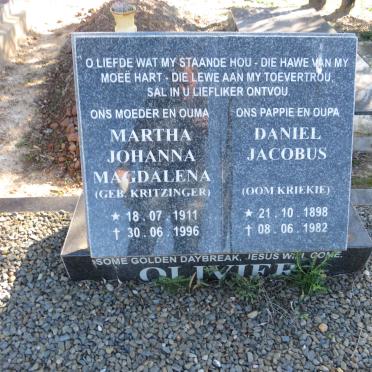 "O LIEFDE WAT MY STAANDE HOU - DIE HAWE VAN MY
MOEË HART - DIE LEWE AAN MY TOEVERTROU,
SAL IN U LIEFLIKER ONTVOU.
ONS MOEDER EN OUMA
MARTHA
JOHANNA
MAGDALENA
(GEB. KRITZINGER)
★ 18. 07. 1911
† 30. 06. 1996
ONS PAPPIE EN OUPA
DANIEL
JACOBUS
(OOM KRIEKIE)
★ 21. 10. 1898
† 08. 06. 1982
SOME GOLDEN DAYBREAK, JESUS WILL COME.
OLIVIER